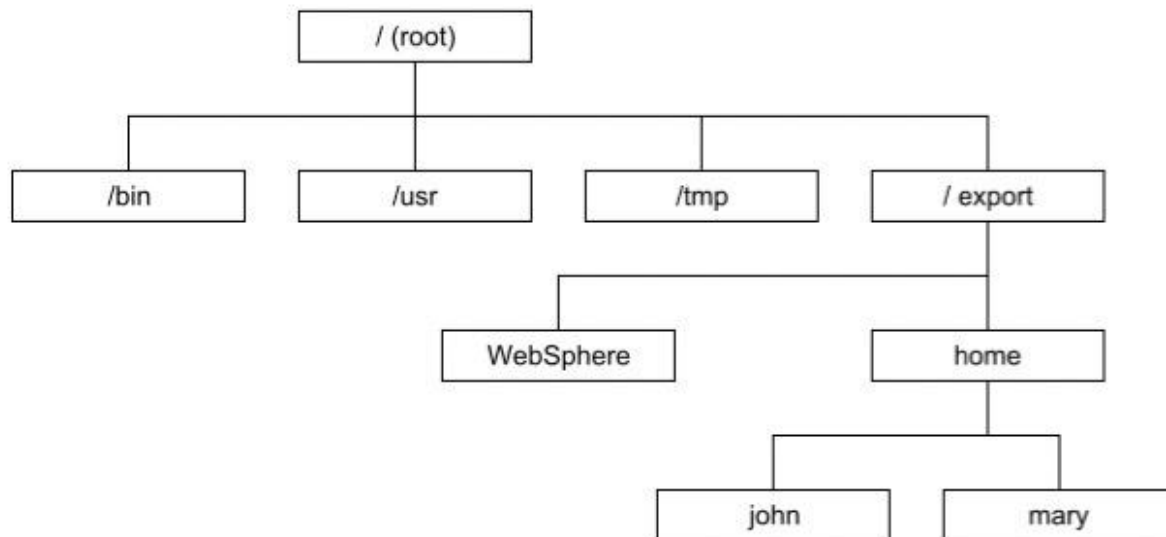 / (root)
/bin
/usr
/tmp
/ export
WebSphere
home
john
mary